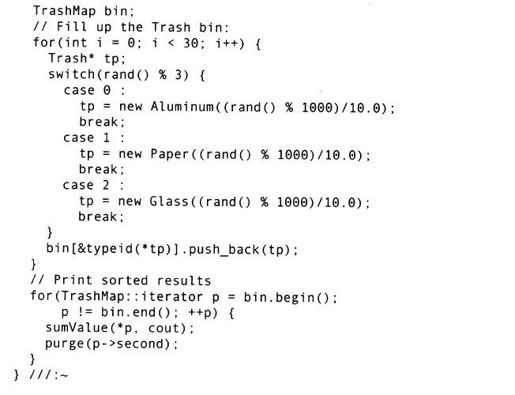 TrashMap bin;
// Fill up the Trash bin:
for(int i = 0; i < 30; i++) {
Trash* tp;
switch(rand() % 3) {
case 0 :
tp = new Aluminum((rand() % 1000)/10.0);
break;
case 1 :
tp = new Paper((rand() % 1000)/10.0);
break;
case 2 :
tp = new Glass((rand() % 1000)/10.0);
break;
}
bin[&typeid(*tp)].push_back(tp);
}
// Print sorted results
for(TrashMap::iterator p = bin.begin();
p != bin.end(); ++p) {
sumValue(*p, cout);
purge(p->second);
}
} ///:~